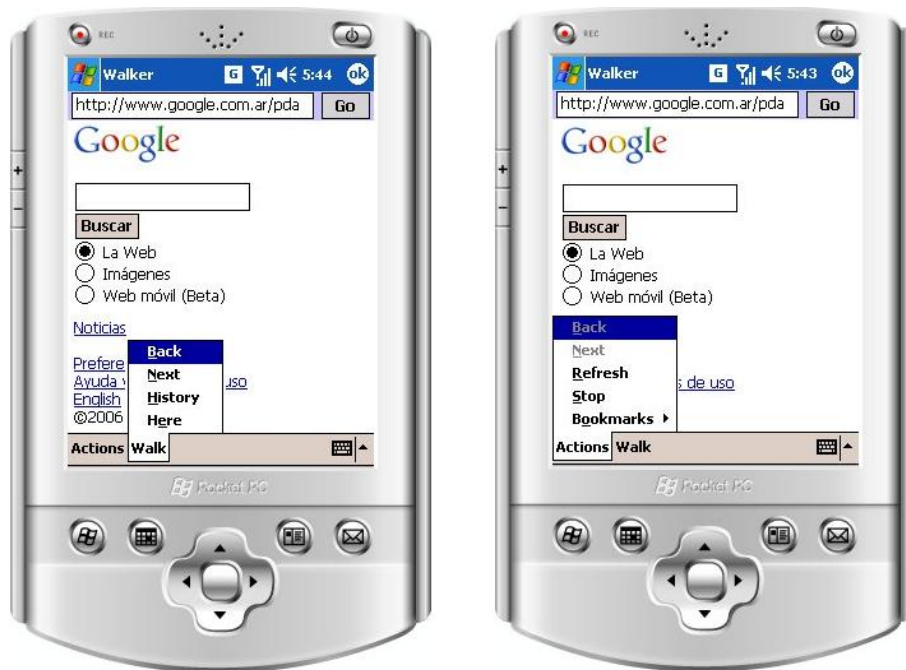 REC
Walker G 5:44 ok
http://www.google.com.ar/pda Go
Google
Buscar
La Web
Imágenes
Web móvil (Beta)
Noticias
Back
Prefere
Next
Ayuda uso
English History
©2006 Here
Actions Walk
Pocket PC
REC
Walker G 5:43 ok
http://www.google.com.ar/pda Go
Google
Buscar
La Web
Imágenes
Web móvil (Beta)
Back
Next
Refresh
s de uso
Stop
Bookmarks
Actions Walk
Pocket PC